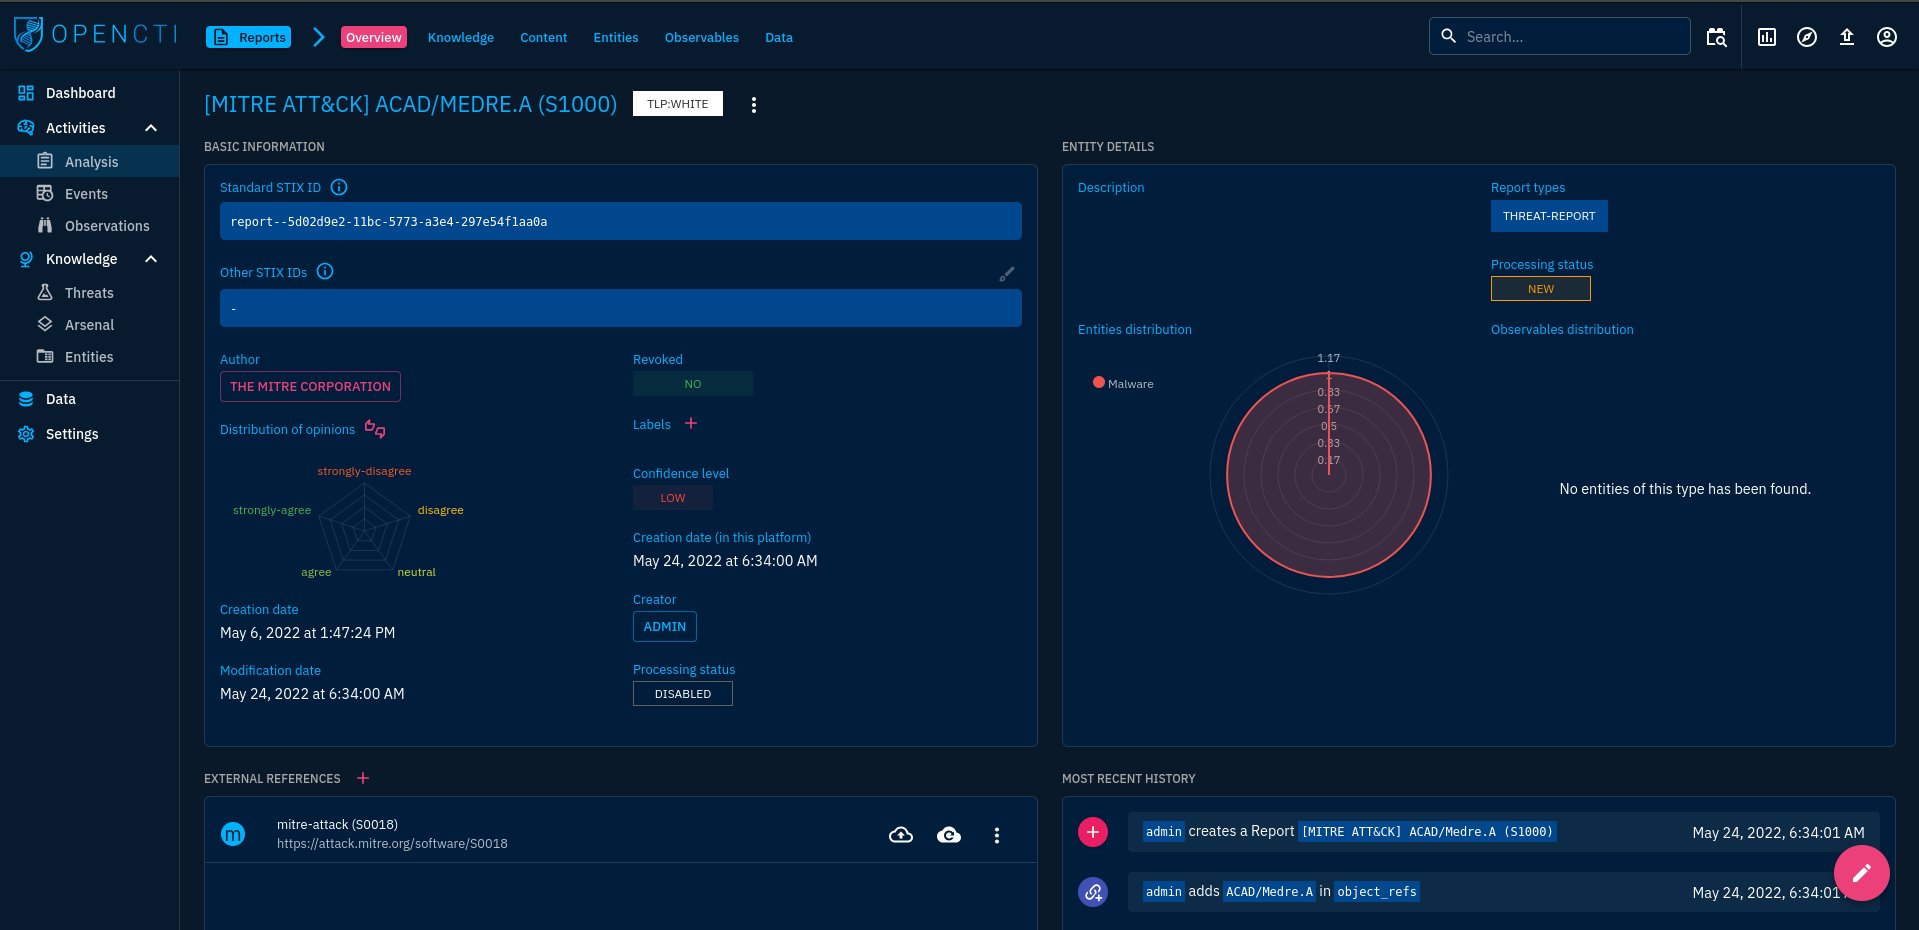 OPENCTI
Reports
Overview
Knowledge
Content
Entities
Observables
Data
Search...
Dashboard
Activities
Analysis
Events
Observations
Knowledge
Threats
Arsenal
Entities
Data
Settings
[MITRE ATT&CK] ACAD/MEDRE.A (S1000)
TLP:WHITE
BASIC INFORMATION
Standard STIX ID
report--5d02d9e2-11bc-5773-a3e4-297e54f1aa0a
Other STIX IDs
-
Author
THE MITRE CORPORATION
Revoked
NO
Distribution of opinions
Labels
strongly-disagree
strongly-agree
disagree
agree
neutral
Confidence level
LOW
Creation date (in this platform)
May 24, 2022 at 6:34:00 AM
Creation date
May 6, 2022 at 1:47:24 PM
Creator
ADMIN
Modification date
May 24, 2022 at 6:34:00 AM
Processing status
DISABLED
ENTITY DETAILS
Description
Report types
THREAT-REPORT
Processing status
NEW
Entities distribution
Malware
1.17
1
0.83
0.67
0.5
0.33
0.17
Observables distribution
No entities of this type has been found.
EXTERNAL REFERENCES
m
mitre-attack (S0018)
https://attack.mitre.org/software/S0018
MOST RECENT HISTORY
admin creates a Report [MITRE ATT&CK] ACAD/Medre.A (S1000)
May 24, 2022, 6:34:01 AM
admin adds ACAD/Medre.A in object_refs
May 24, 2022, 6:34:01